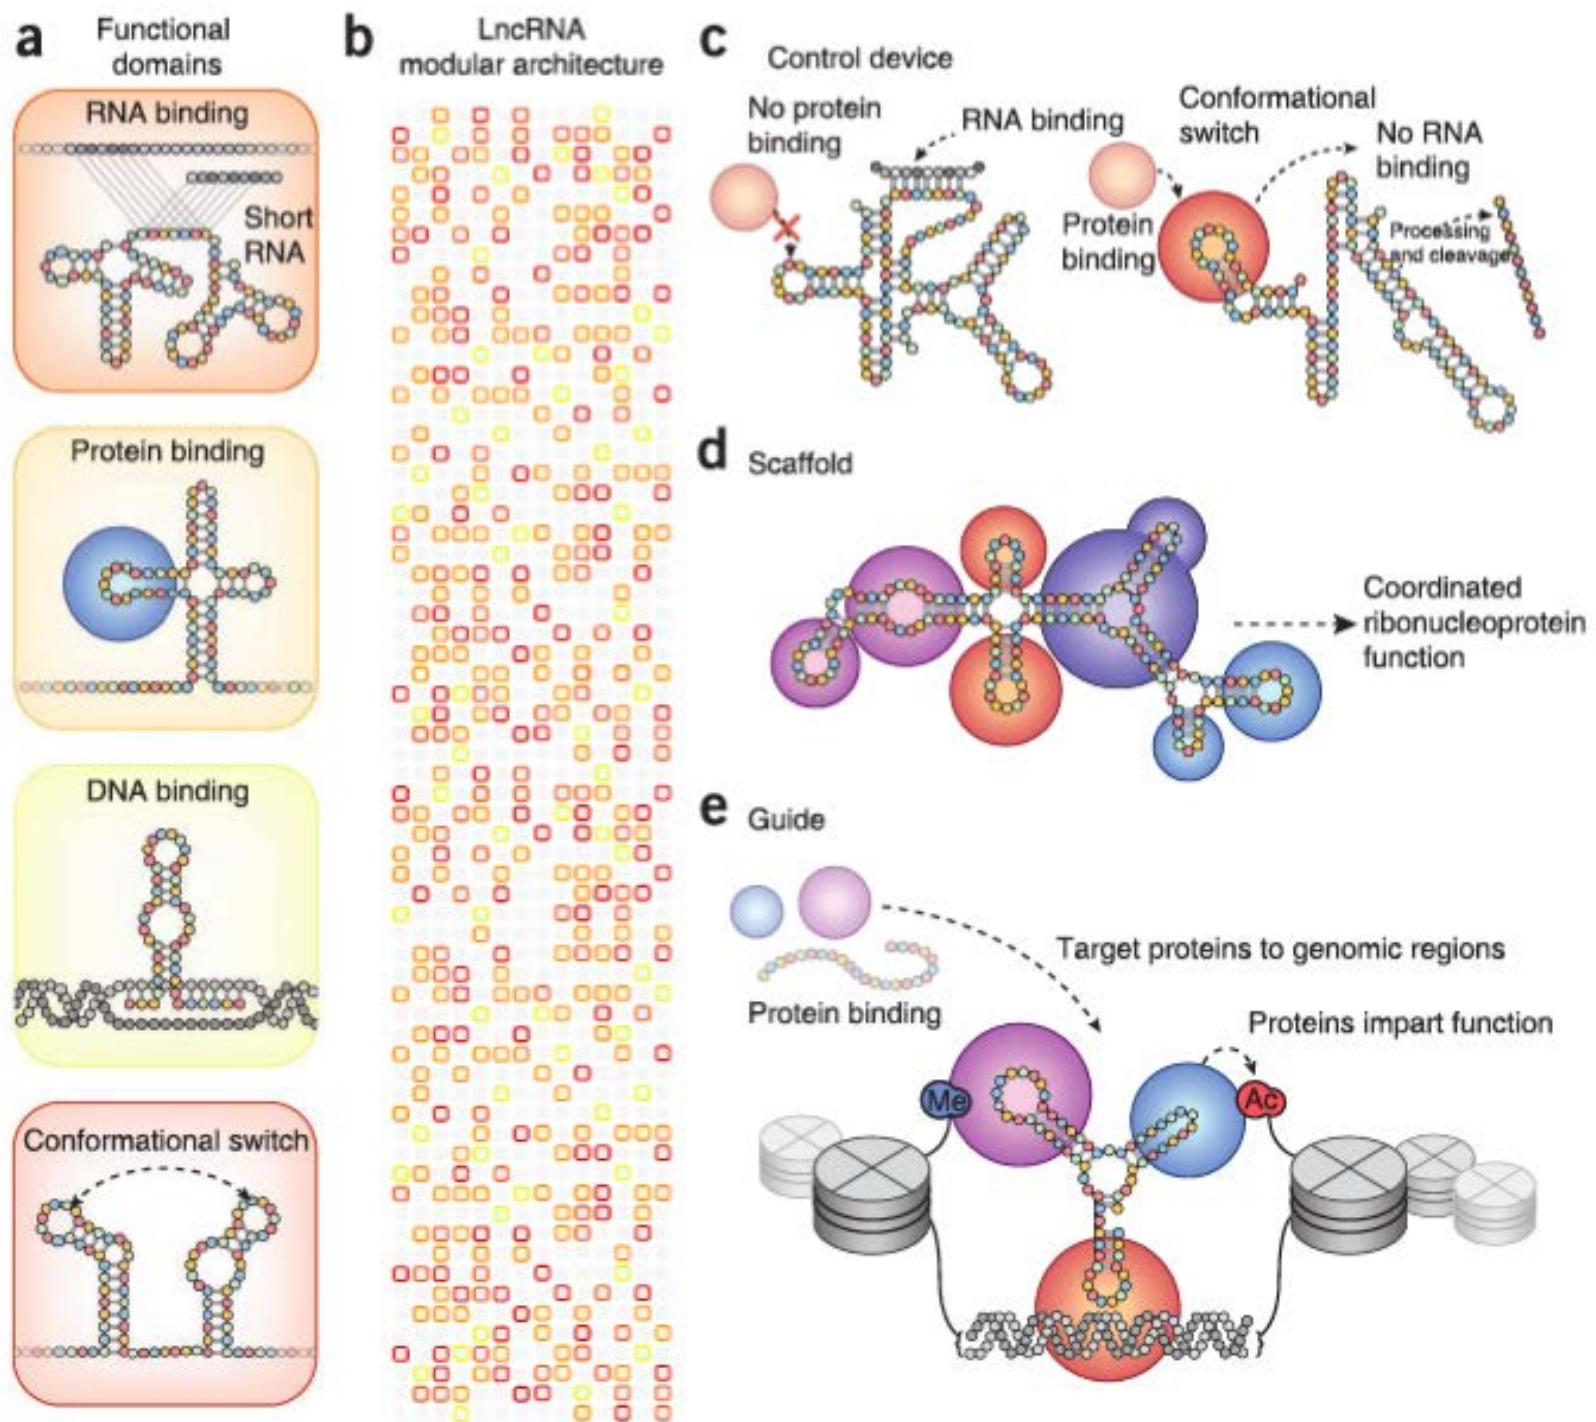 a
Functional
domains
RNA binding
Short
RNA
Protein binding
DNA binding
Conformational switch
b
LncRNA
modular architecture
c
Control device
No protein
binding
RNA binding
Conformational
switch
No RNA
binding
Protein
binding
Processing
and cleavage
d
Scaffold
Coordinated
ribonucleoprotein
function
e
Guide
Target proteins to genomic regions
Protein binding
Proteins impart function
Me
Ac